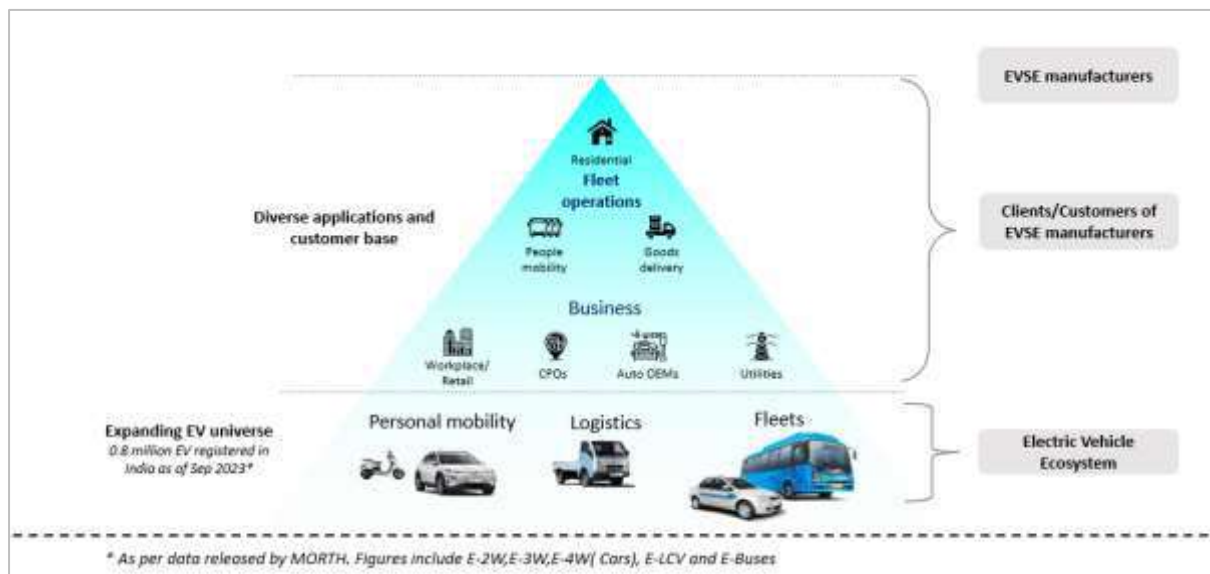 EVSE manufacturers
Residential
Fleet
operations
Diverse applications and
customer base
Clients/Customers of
EVSE manufacturers
People
mobility
Goods
delivery
Business
Workplace/
Retail
CPOs
Auto OEMs
Utilities
Personal mobility
Logistics
Fleets
Expanding EV universe
0.8 million EV registered in
India as of Sep 2023*
Electric Vehicle
Ecosystem
* As per data released by MORTH. Figures include E-2W,E-3W,E-4W( Cars), E-LCV and E-Buses